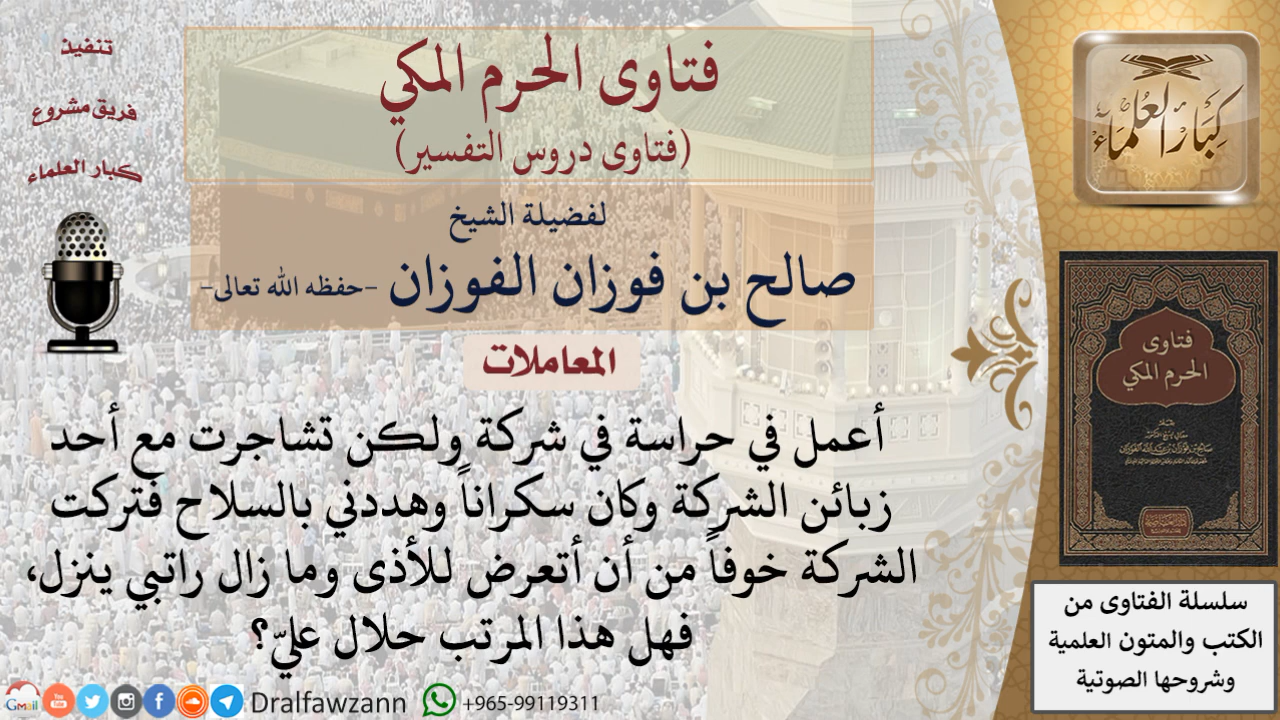 تنفيذ
فريق مشروع
كبار العلماء
فتاوى الحرم المكي
(فتاوى دروس التفسير)
لفضيلة الشيخ
صالح بن فوزان الفوزان -حفظه الله تعالى-
المعاملات
أعمل في حراسة في شركة ولكن تشاجرت مع أحد
زبائن الشركة وكان سكراناً وهددني بالسلاح فتركت
الشركة خوفاً من أن أتعرض للأذى وما زال راتبي ينزل،
فهل هذا المرتب حلال عليّ؟
كبار العلماء
فتاوى
الحرم المكي
سلسلة الفتاوى من
الكتب والمتون العلمية
وشروحها الصوتية
Gmail
You
Tube
Dralfawzann
+965-99119311